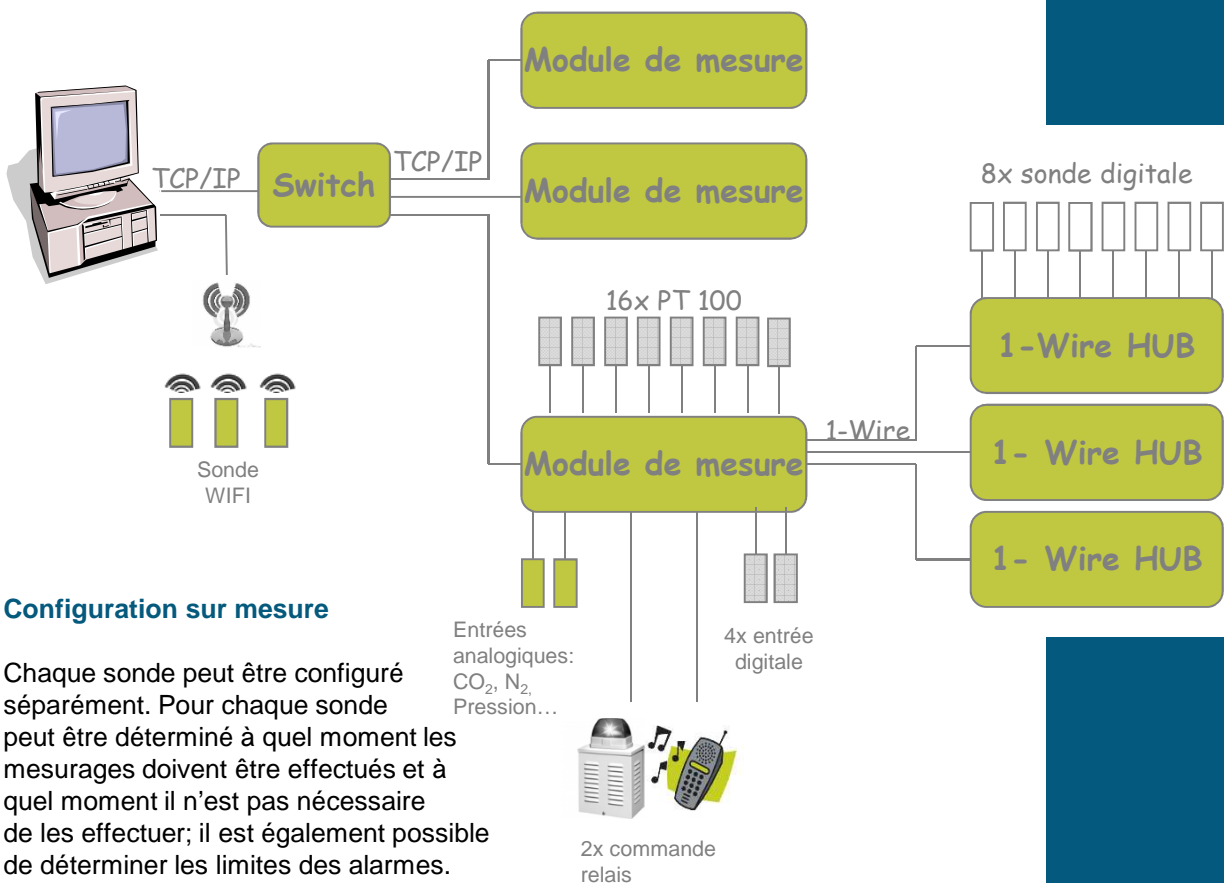 Module de mesure
TCP/IP
Switch
TCP/IP
Module de mesure
8x sonde digitale
16x PT 100
1-Wire HUB
Sonde
WIFI
Module de mesure
1-Wire
1- Wire HUB
1- Wire HUB
Entrées
analogiques:
CO₂, N₂,
Pression…
4x entrée
digitale
2x commande
relais
Configuration sur mesure
Chaque sonde peut être configuré
séparément. Pour chaque sonde
peut être déterminé à quel moment les
mesurages doivent être effectués et à
quel moment il n’est pas nécessaire
de les effectuer; il est également possible
de déterminer les limites des alarmes.